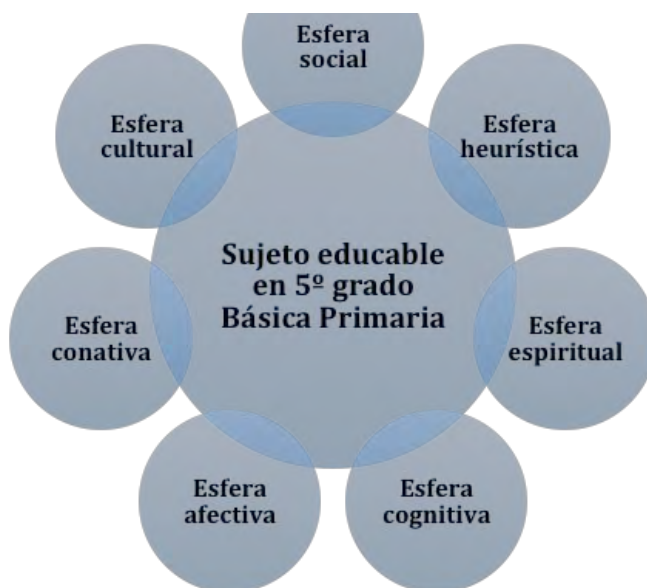 Esfera
social
Esfera
cultural
Esfera
heurística
Sujeto educable
en 5º grado
Básica Primaria
Esfera
conativa
Esfera
espiritual
Esfera
afectiva
Esfera
cognitiva